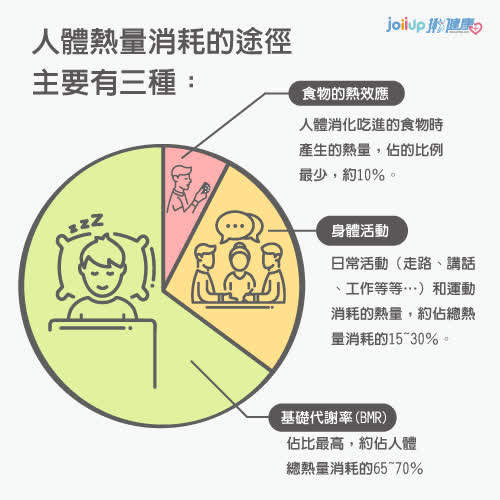 joiiup 揪健康
人體熱量消耗的途徑
主要有三種：
食物的熱效應
人體消化吃進的食物時
產生的熱量，佔的比例
最少，約10%。
zzZ
身體活動
日常活動（走路、講話
、工作等等…）和運動
消耗的熱量，約佔總熱
量消耗的15~30%。
基礎代謝率(BMR)
佔比最高，約佔人體
總熱量消耗的65~70%